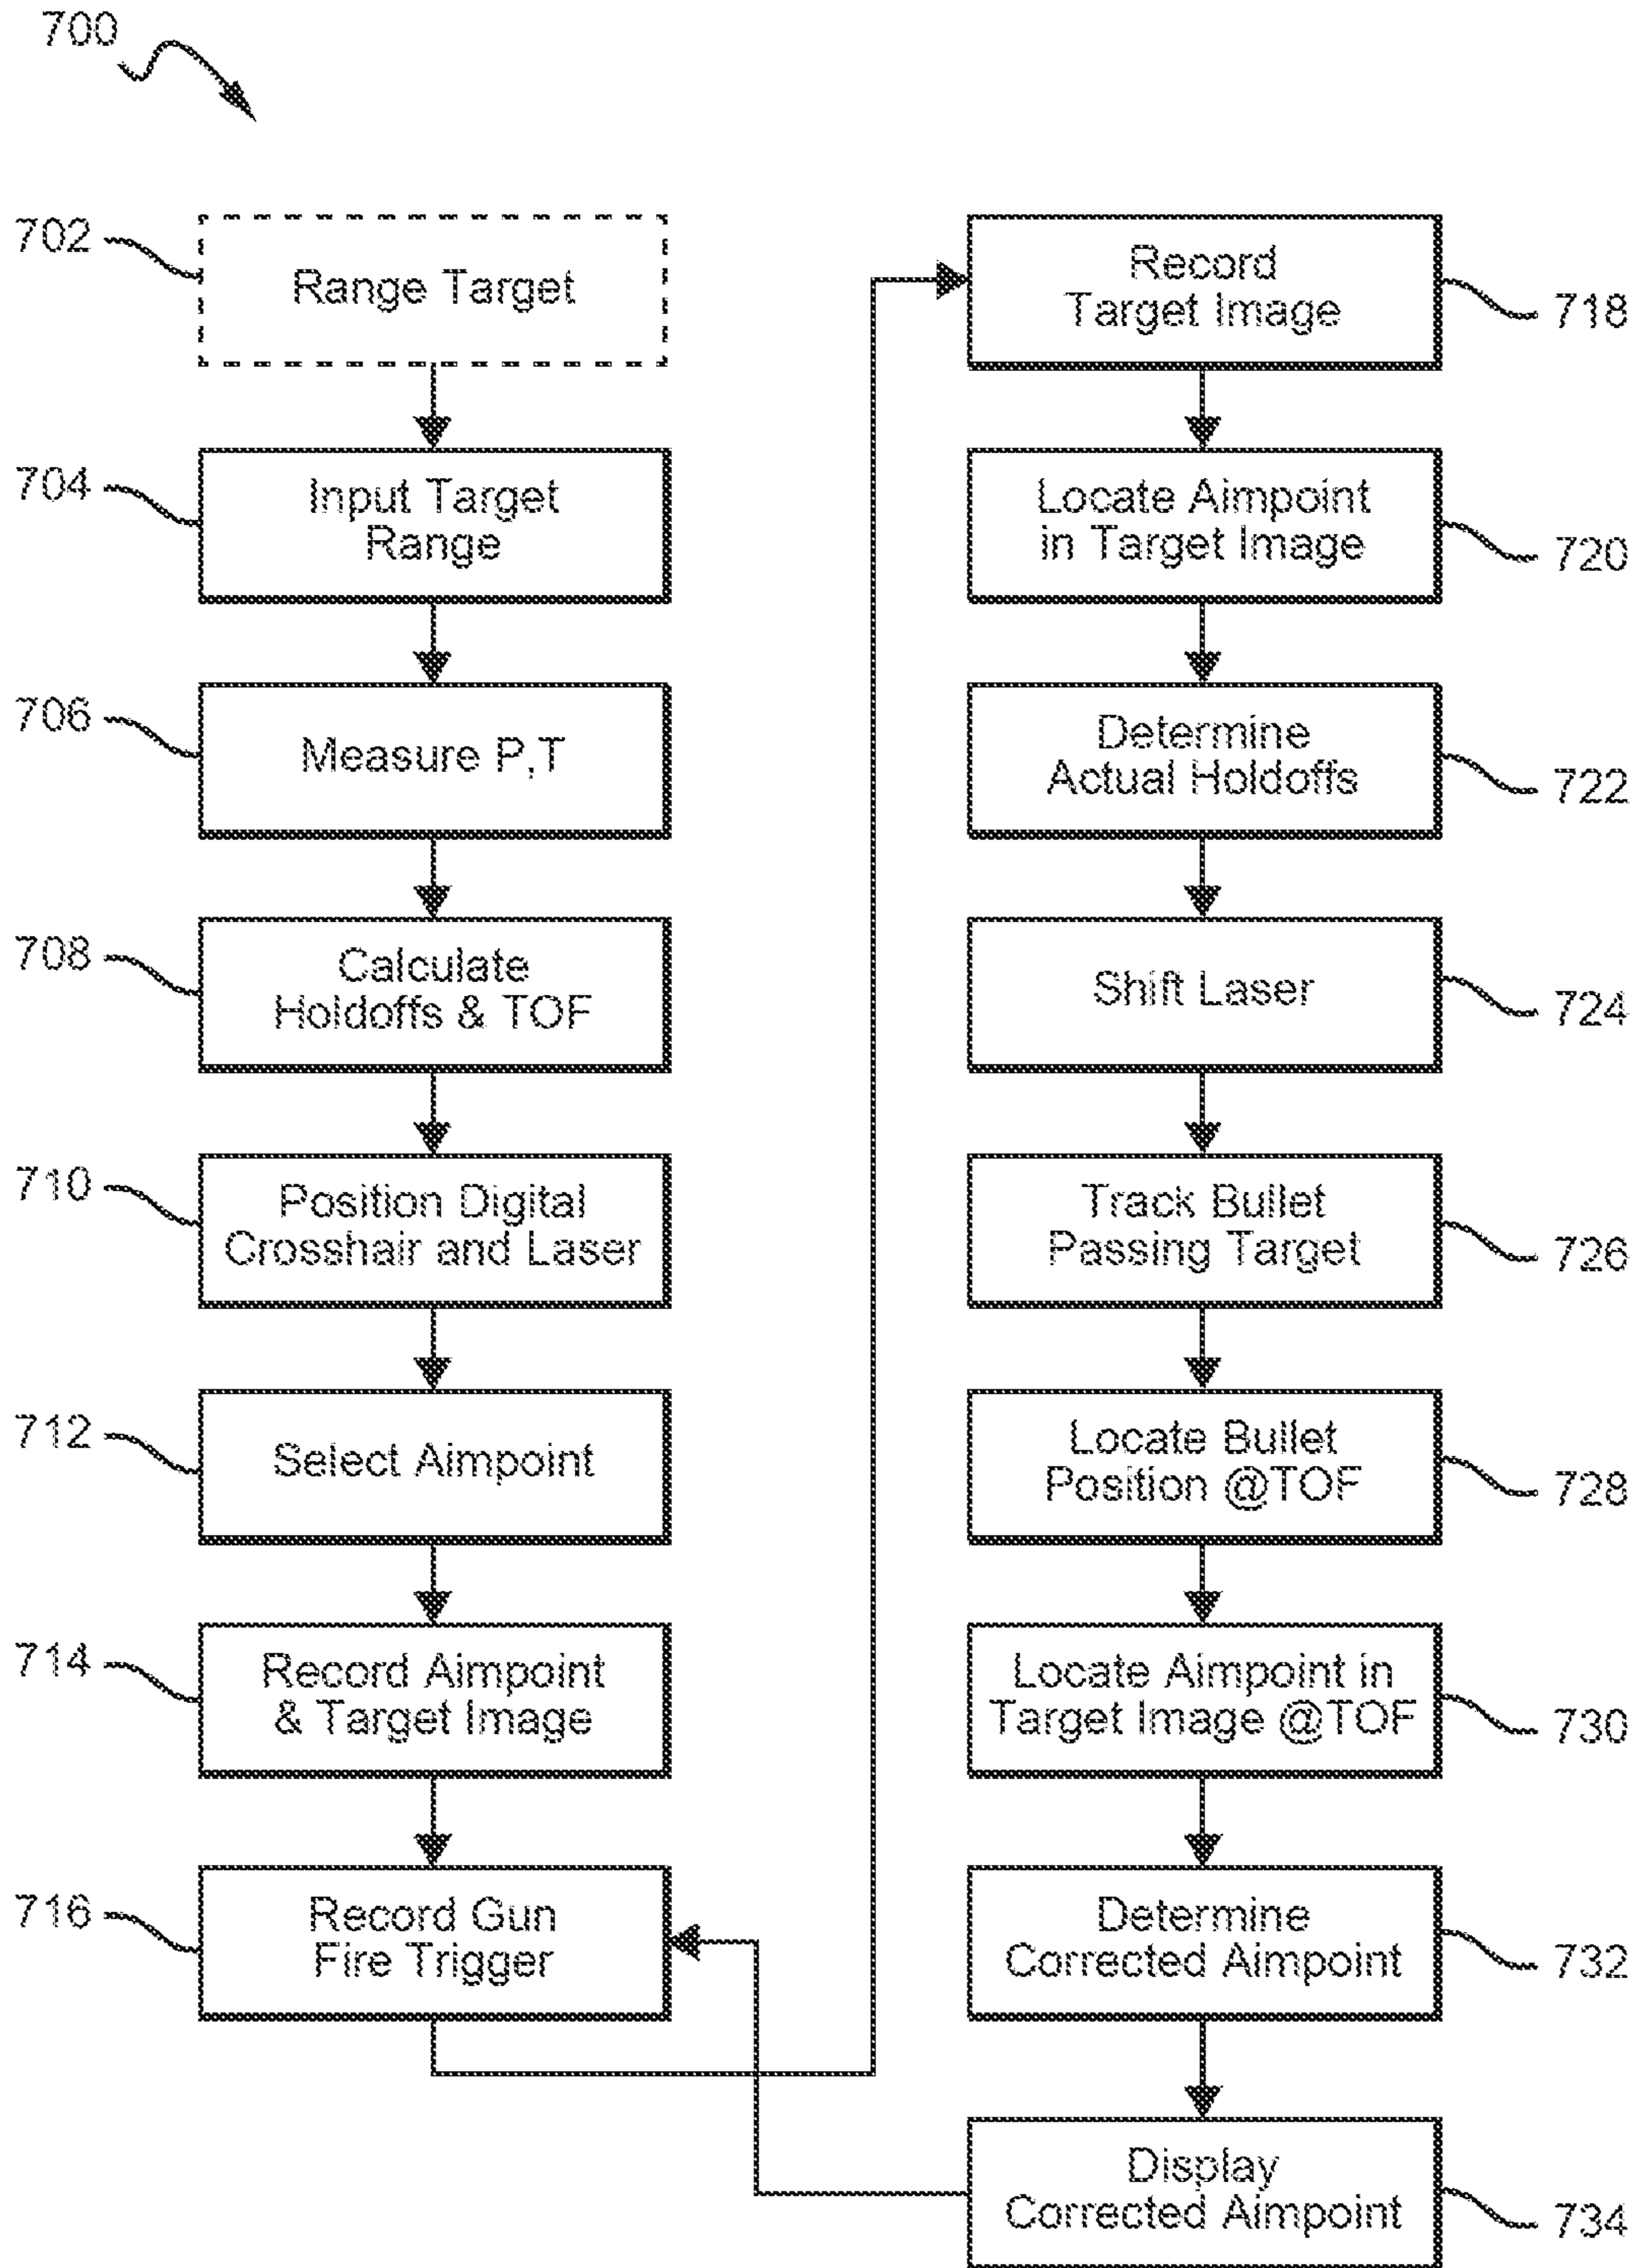 700
702
Range Target
704
Input Target
Range
706
Measure P,T
708
Calculate
Holdoffs & TOF
710
Position Digital
Crosshair and Laser
712
Select Aimpoint
714
Record Aimpoint
& Target Image
716
Record Gun
Fire Trigger
Record
Target Image
718
Locate Aimpoint
in Target Image
720
Determine
Actual Holdoffs
722
Shift Laser
724
Track Bullet
Passing Target
726
Locate Bullet
Position @TOF
728
Locate Aimpoint in
Target Image @TOF
730
Determine
Corrected Aimpoint
732
Display
Corrected Aimpoint
734